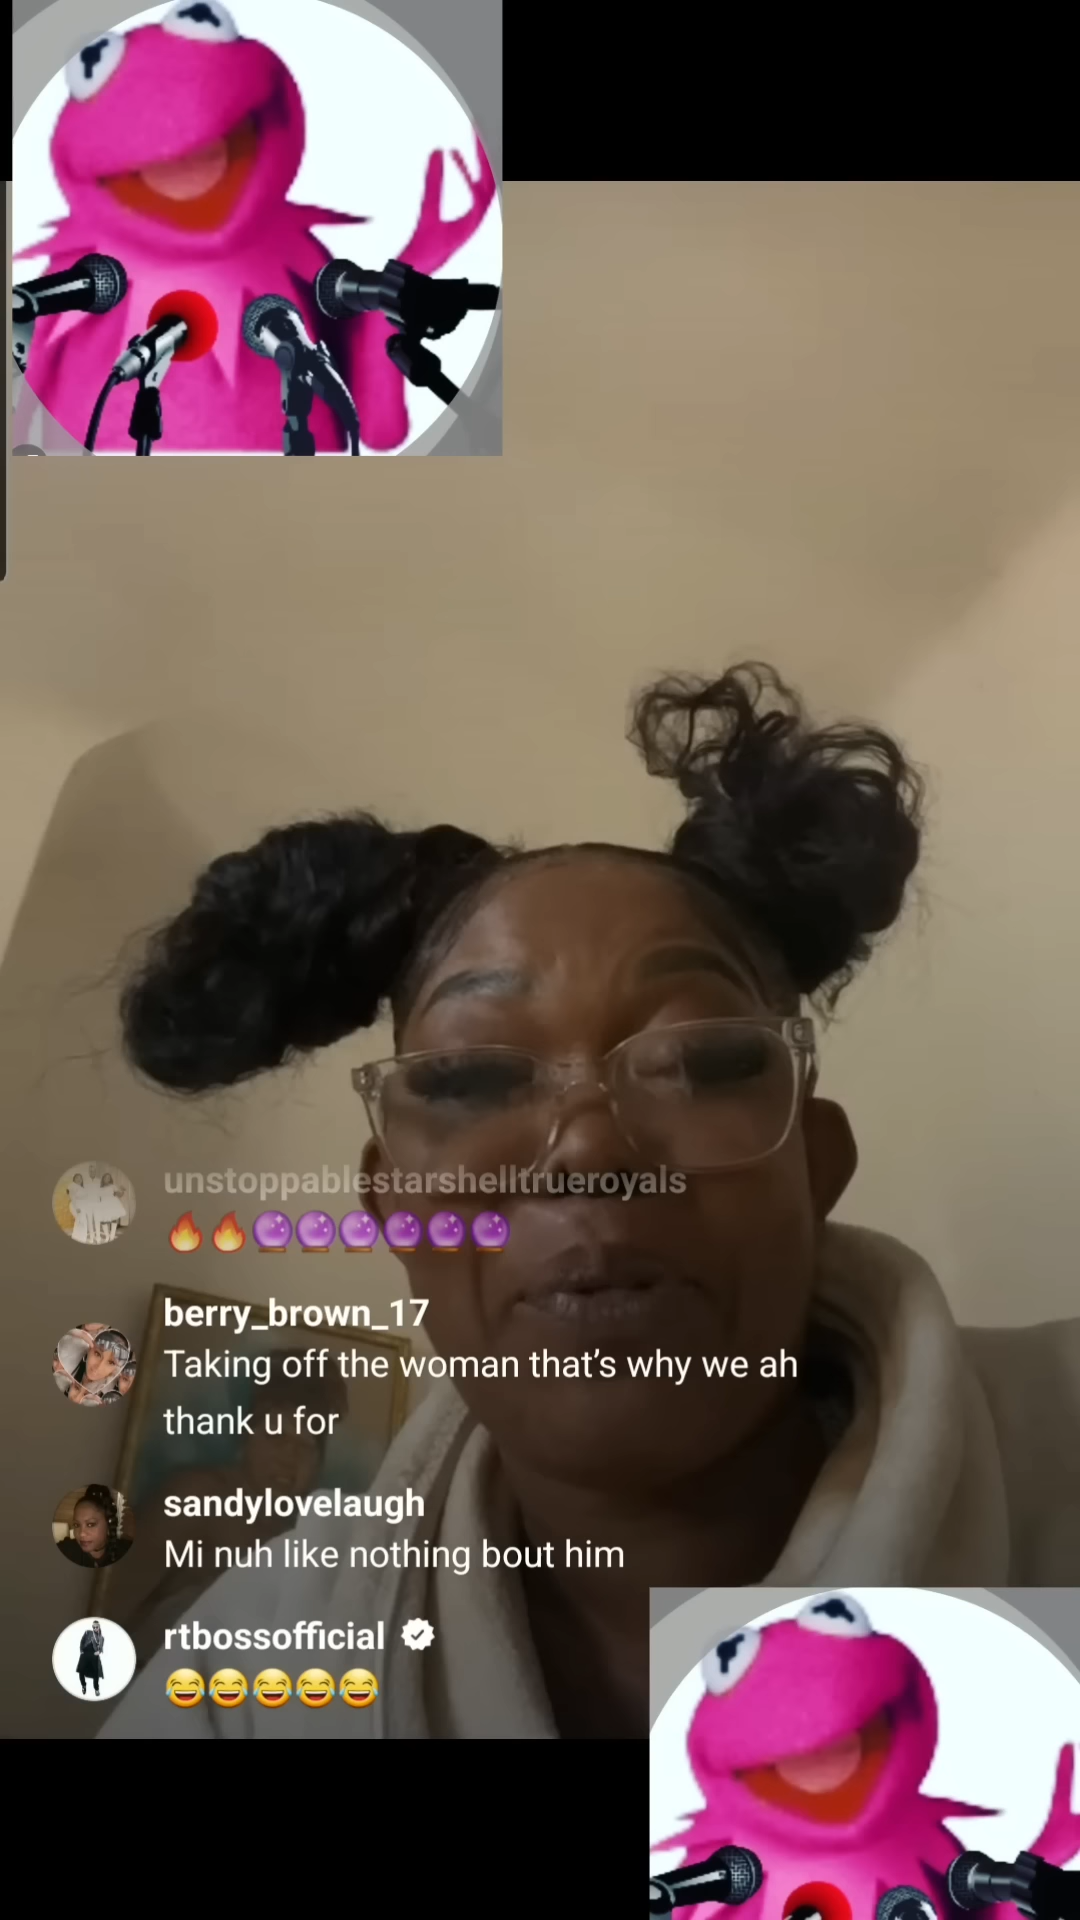 unstoppablestarshelltrueroyals
🔥🔥🔮🔮🔮🔮🔮🔮
berry_brown_17
Taking off the woman that’s why we ah
thank u for
sandylovelaugh
Mi nuh like nothing bout him
rtbossofficial
😂😂😂😂😂